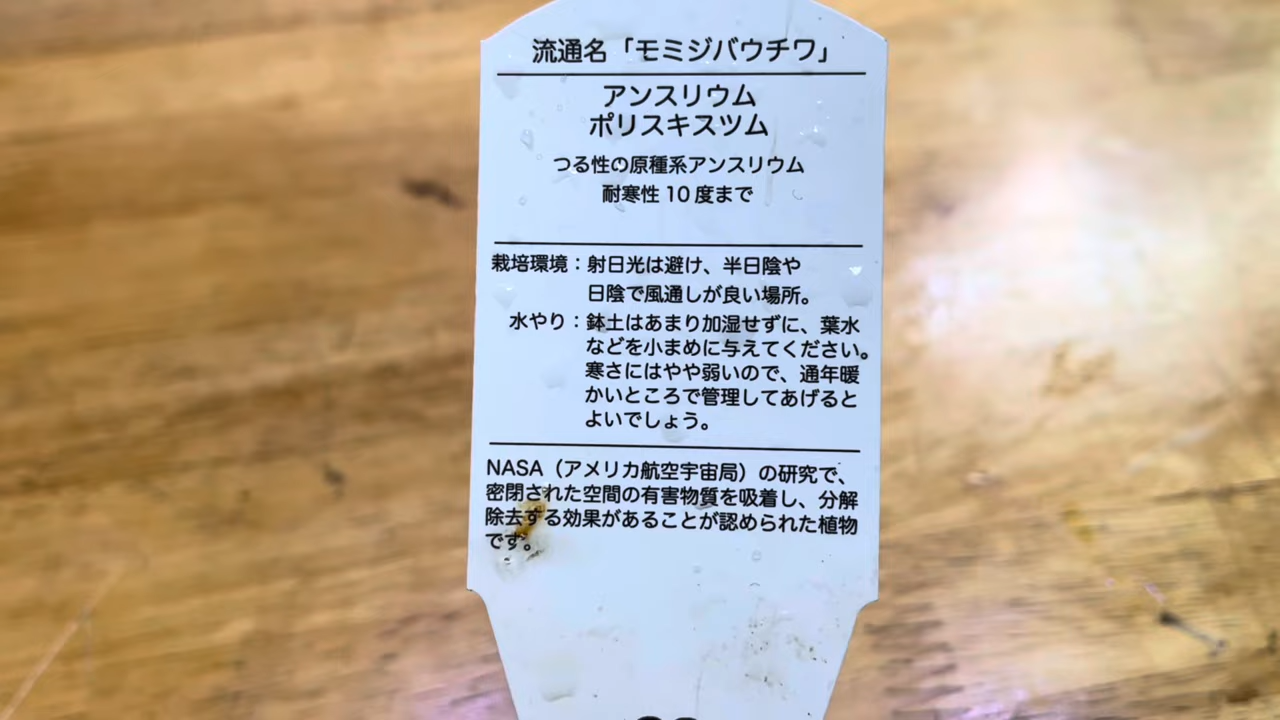 流通名「モミジバウチワ」
アンスリウム
ポリスキスツム
つる性の原種系アンスリウム
耐寒性 10 度まで
栽培環境：射日光は避け、半日陰や
日陰で風通しが良い場所。
水やり：鉢土はあまり加湿せずに、葉水
などを小まめに与えてください。
寒さにはやや弱いので、通年暖
かいところで管理してあげると
よいでしょう。
NASA（アメリカ航空宇宙局）の研究で、
密閉された空間の有害物質を吸着し、分解
除去する効果があることが認められた植物
です。